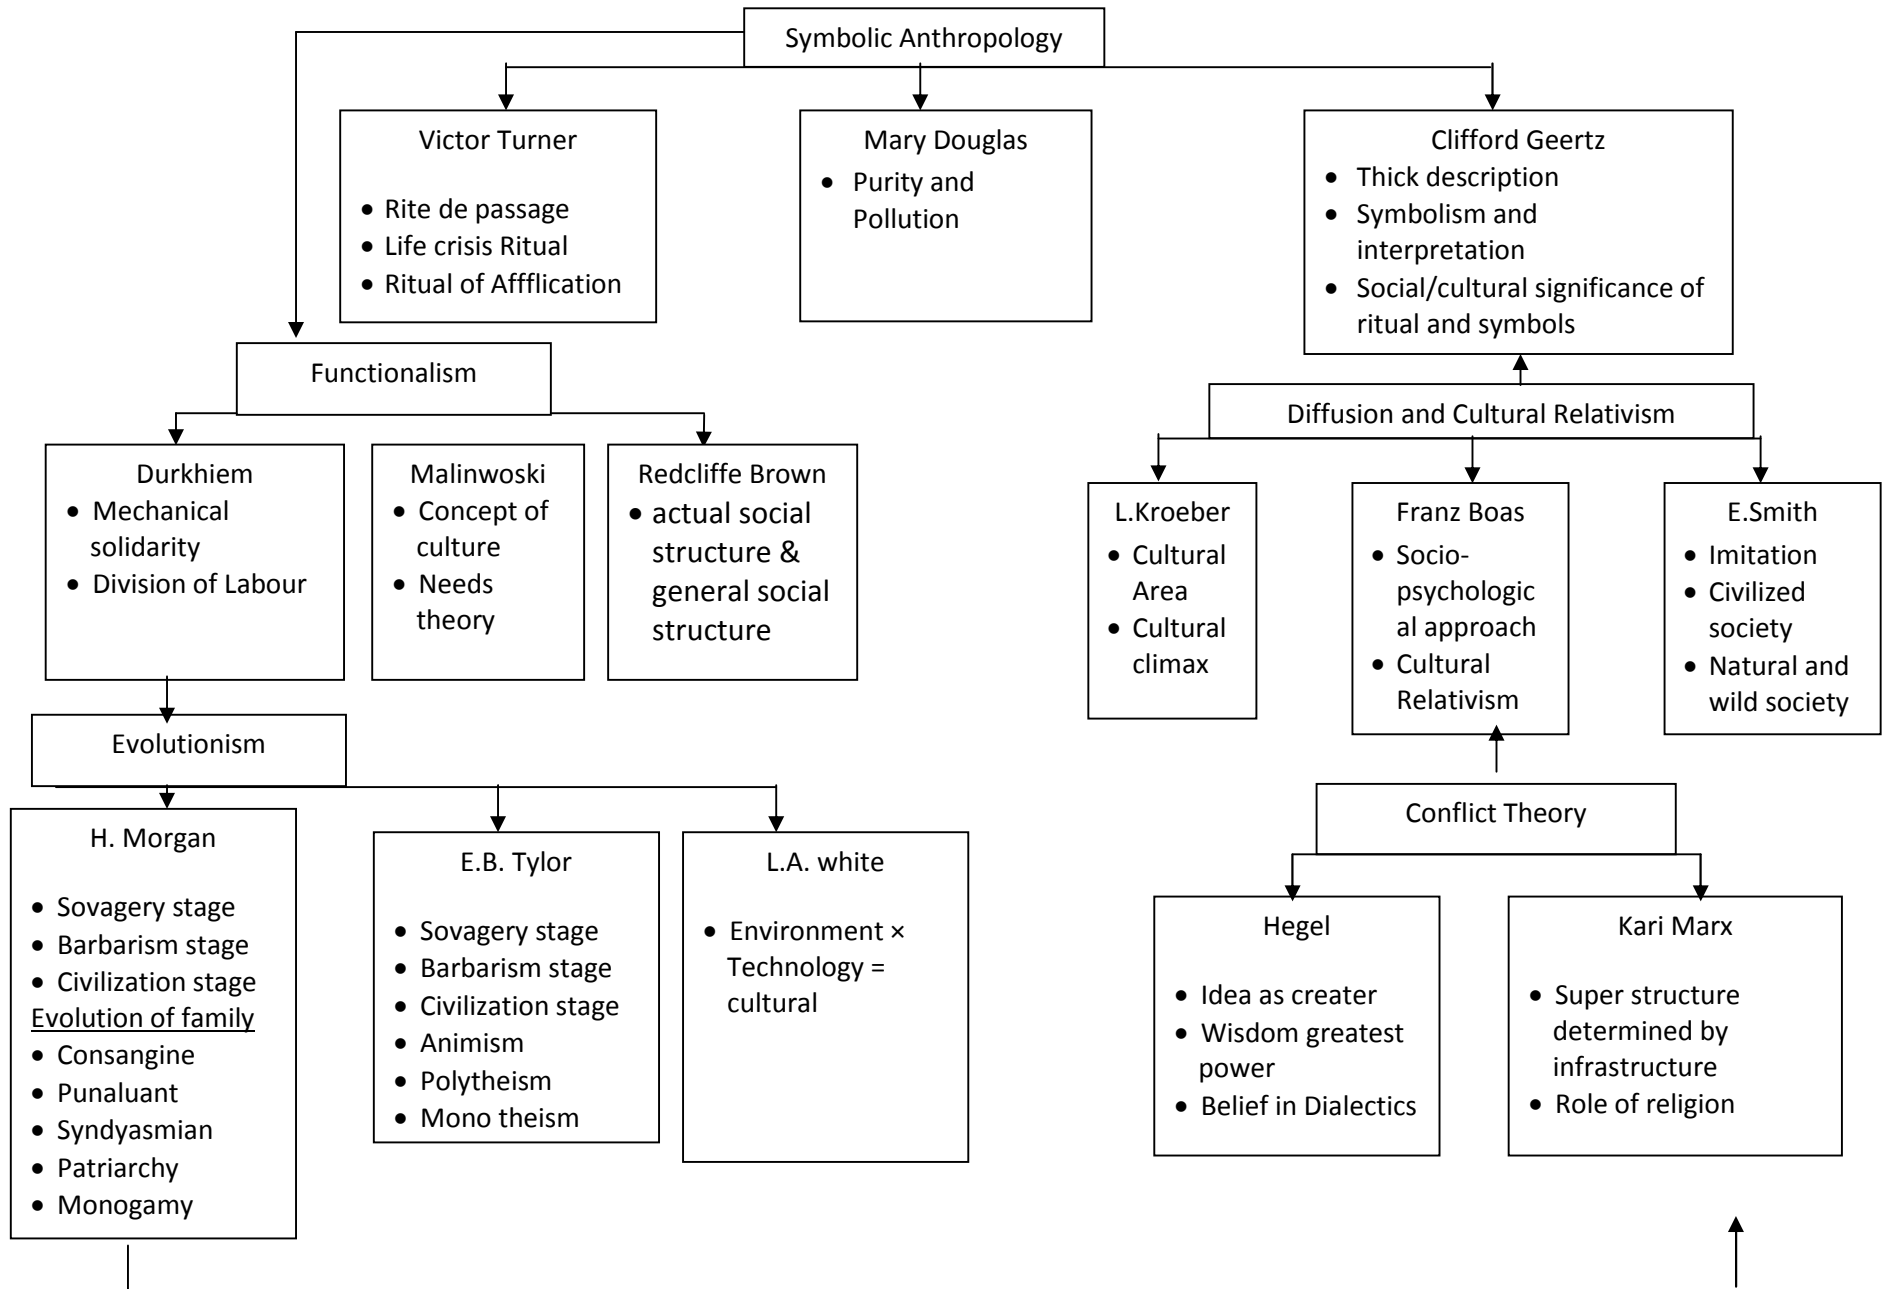 Symbolic Anthropology
Victor Turner
• Rite de passage
• Life crisis Ritual
• Ritual of Affflication
Mary Douglas
• Purity and
Pollution
Clifford Geertz
• Thick description
• Symbolism and
interpretation
• Social/cultural significance of
ritual and symbols
Functionalism
Durkhiem
• Mechanical
solidarity
• Division of Labour
Malinwoski
• Concept of
culture
• Needs
theory
Redcliffe Brown
• actual social
structure &
general social
structure
Diffusion and Cultural Relativism
L.Kroeber
• Cultural
Area
• Cultural
climax
Franz Boas
• Socio-
psychologic
al approach
• Cultural
Relativism
E.Smith
• Imitation
• Civilized
society
• Natural and
wild society
Evolutionism
H. Morgan
• Sovagery stage
• Barbarism stage
• Civilization stage
Evolution of family
• Consangine
• Punaluant
• Syndyasmian
• Patriarchy
• Monogamy
E.B. Tylor
• Sovagery stage
• Barbarism stage
• Civilization stage
• Animism
• Polytheism
• Mono theism
L.A. white
• Environment ×
Technology =
cultural
Conflict Theory
Hegel
• Idea as creater
• Wisdom greatest
power
• Belief in Dialectics
Kari Marx
• Super structure
determined by
infrastructure
• Role of religion